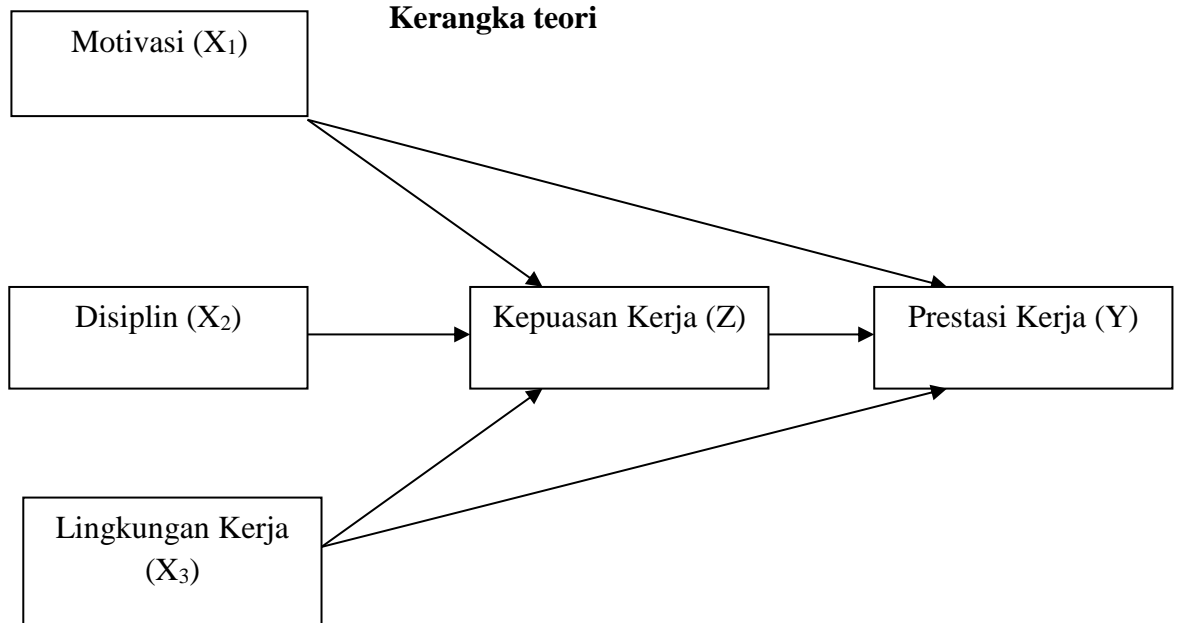 Kerangka teori
Motivasi (X₁)
Disiplin (X₂)
Kepuasan Kerja (Z)
Prestasi Kerja (Y)
Lingkungan Kerja
(X₃)